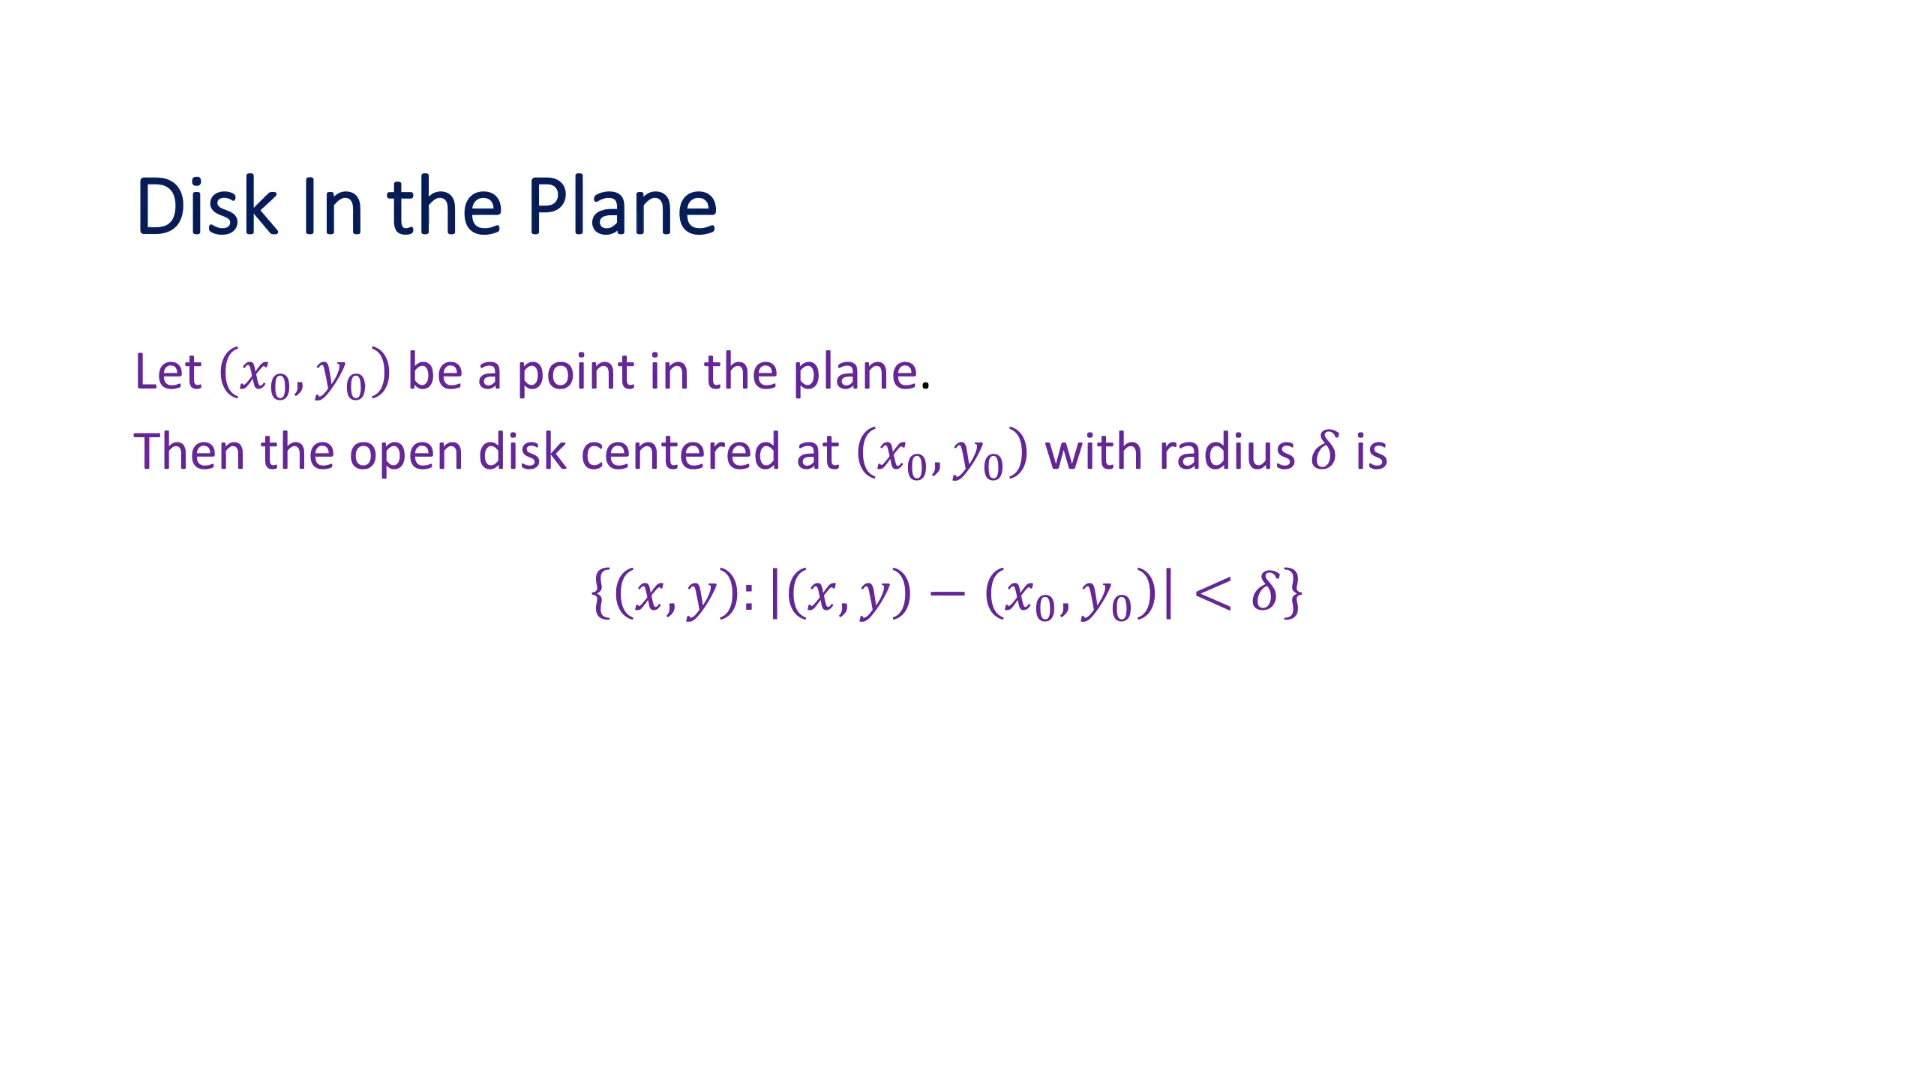 Disk In the Plane
Let (x₀, y₀) be a point in the plane.
Then the open disk centered at (x₀, y₀) with radius δ is
{(x, y): |(x, y) − (x₀, y₀)| < δ}